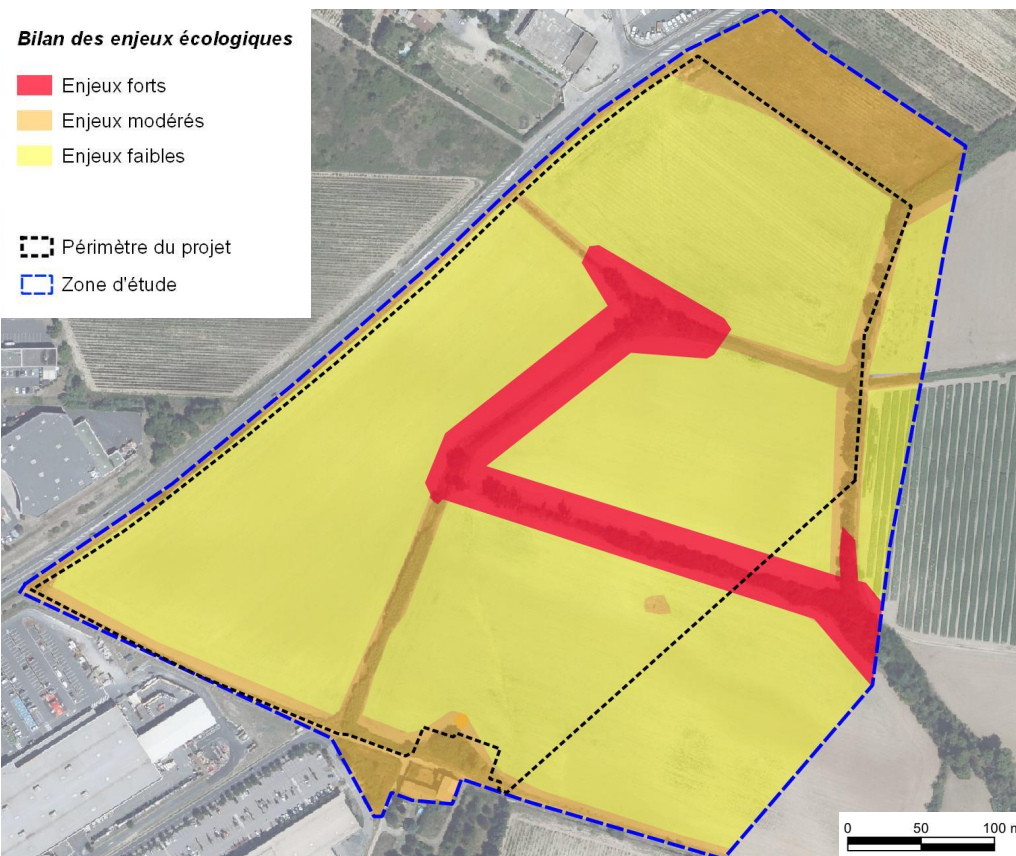 Bilan des enjeux écologiques
Enjeux forts
Enjeux modérés
Enjeux faibles
Périmètre du projet
Zone d'étude
0 50 100 m